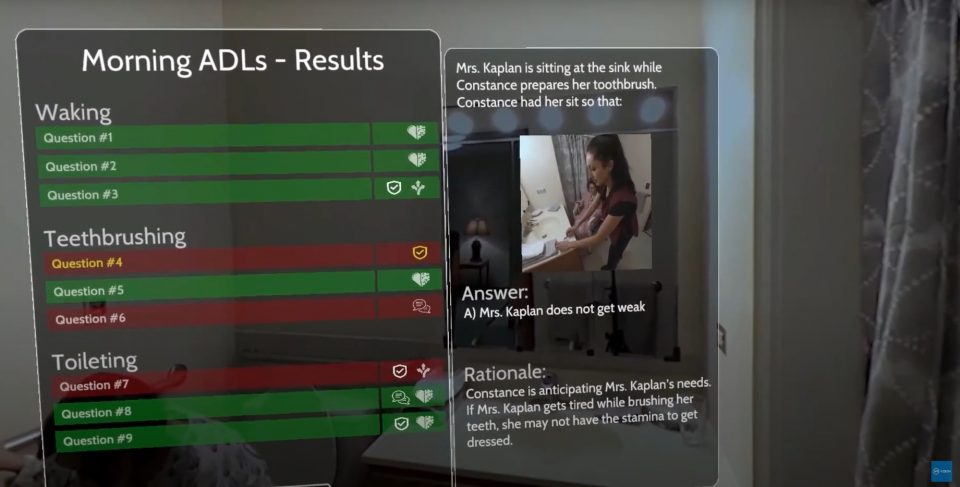 Morning ADLs - Results
Waking
Question #1
Question #2
Question #3
Teethbrushing
Question #4
Question #5
Question #6
Toileting
Question #7
Question #8
Question #9
Mrs. Kaplan is sitting at the sink while
Constance prepares her toothbrush.
Constance had her sit so that:
Answer:
A) Mrs. Kaplan does not get weak
Rationale:
Constance is anticipating Mrs. Kaplan's needs.
If Mrs. Kaplan gets tired while brushing her
teeth, she may not have the stamina to get
dressed.